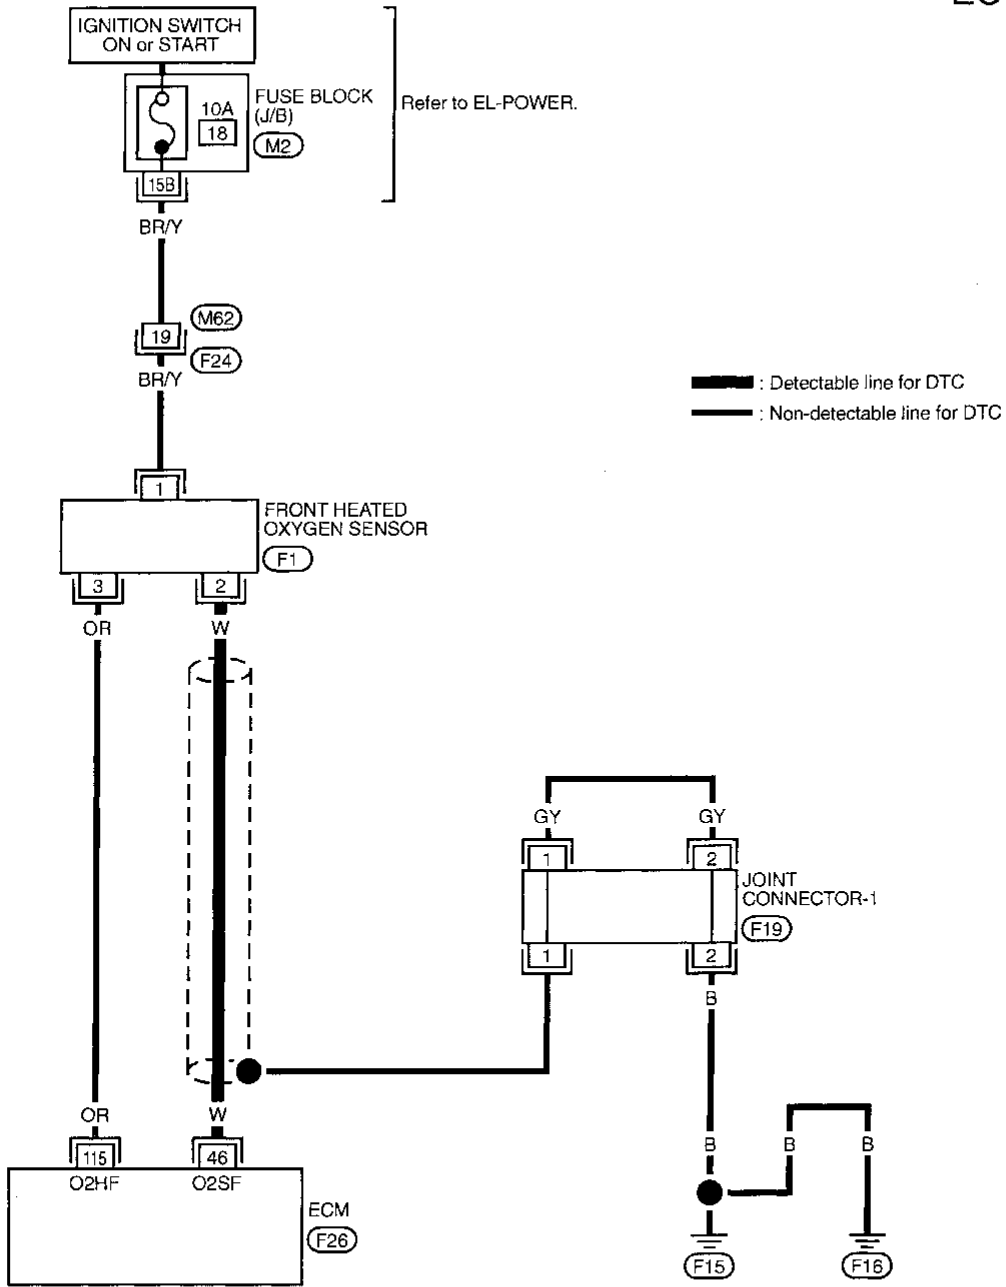 IGNITION SWITCH
ON or START
10A
18
FUSE BLOCK
(J/B)
M2
Refer to EL-POWER.
15B
BR/Y
19
M62
F24
BR/Y
: Detectable line for DTC
: Non-detectable line for DTC
1
FRONT HEATED
OXYGEN SENSOR
F1
3
2
OR
W
GY
GY
1
2
JOINT
CONNECTOR-1
F19
1
2
B
OR
W
B
B
B
115
46
O2HF
O2SF
ECM
F26
F15
F16